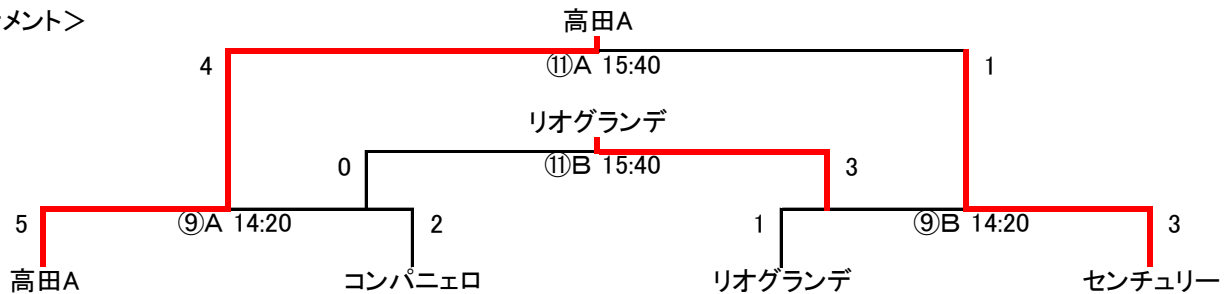 メント＞
高田A
4
⑪A 15:40
1
リオグランデ
0
⑪B 15:40
3
5
⑨A 14:20
2
1
⑨B 14:20
3
高田A
コンパニェロ
リオグランデ
センチュリー